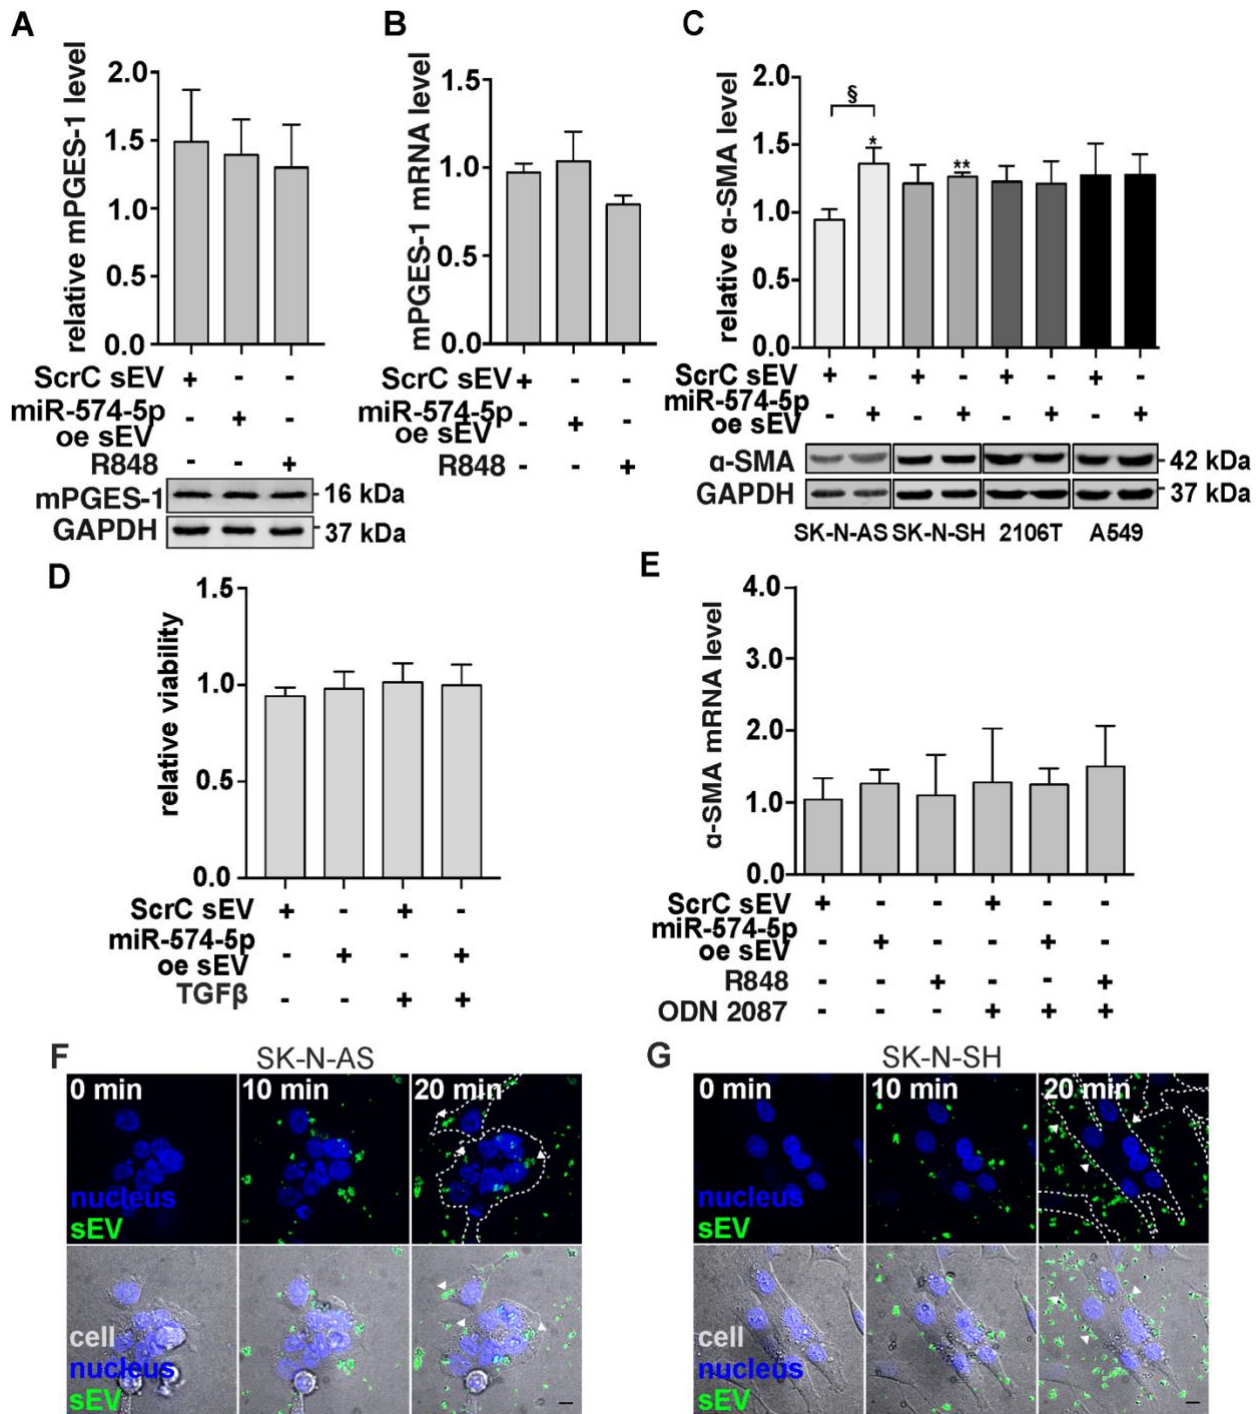 A
relative mPGES-1 level
2.0
1.5
1.0
0.5
0.0
ScrC sEV + - -
miR-574-5p
oe sEV - + -
R848 - - +
mPGES-1 16 kDa
GAPDH 37 kDa
B
mPGES-1 mRNA level
1.5
1.0
0.5
0.0
ScrC sEV + - -
miR-574-5p
oe sEV - + -
R848 - - +
C
relative α-SMA level
2.0
1.5
1.0
0.5
0.0
§
*
**
ScrC sEV + - + - + - + -
miR-574-5p
oe sEV - + - + - + - +
α-SMA 42 kDa
GAPDH 37 kDa
SK-N-AS SK-N-SH 2106T A549
D
relative viability
1.5
1.0
0.5
0.0
ScrC sEV + - + -
miR-574-5p
oe sEV - + - +
TGFβ - - + +
E
α-SMA mRNA level
4.0
3.0
2.0
1.0
0.0
ScrC sEV + - - + - -
miR-574-5p
oe sEV - + - - + -
R848 - - + - - +
ODN 2087 - - - + + +
F
SK-N-AS
0 min 10 min 20 min
nucleus
sEV
cell
nucleus
sEV
G
SK-N-SH
0 min 10 min 20 min
nucleus
sEV
cell
nucleus
sEV